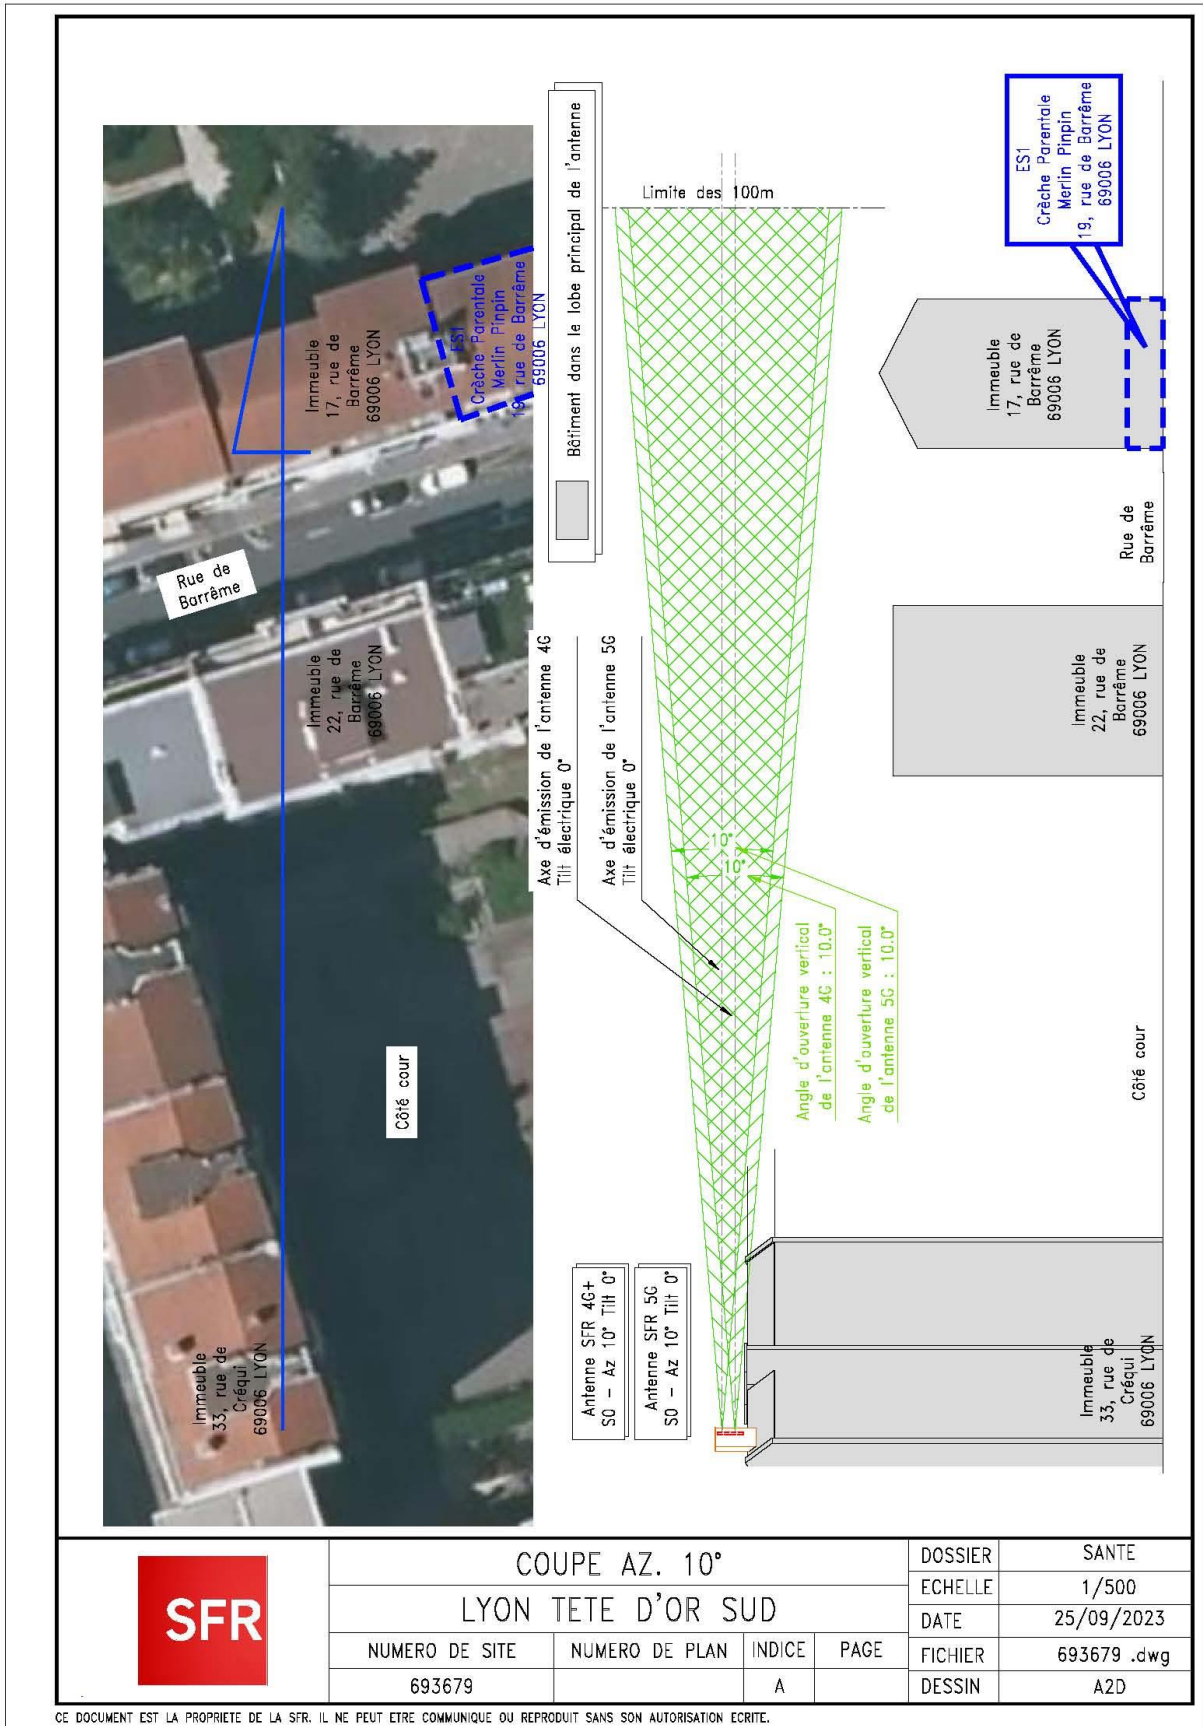 Immeuble
17, rue de
Barrême
69006 LYON
ES1
Crèche Parentale
Merlin Pinpin
19, rue de Barrême
69006 LYON
Rue de
Barrême
Immeuble
22, rue de
Barrême
69006 LYON
Côté cour
Immeuble
33, rue de
Créqui
69006 LYON
Bâtiment dans le lobe principal de l'antenne
Limite des 100m
Axe d'émission de l'antenne 4G
Tilt électrique 0°
Axe d'émission de l'antenne 5G
Tilt électrique 0°
10°
10°
Angle d'ouverture vertical
de l'antenne 4G : 10.0°
Angle d'ouverture vertical
de l'antenne 5G : 10.0°
Antenne SFR 4G+
S0 - Az 10° Tilt 0°
Antenne SFR 5G
S0 - Az 10° Tilt 0°
ES1
Crèche Parentale
Merlin Pinpin
19, rue de Barrême
69006 LYON
Immeuble
17, rue de
Barrême
69006 LYON
Rue de
Barrême
Immeuble
22, rue de
Barrême
69006 LYON
Côté cour
Immeuble
33, rue de
Créqui
69006 LYON
SFR
COUPE AZ. 10°
LYON TETE D'OR SUD
NUMERO DE SITE
NUMERO DE PLAN
INDICE
PAGE
693679
A
DOSSIER
SANTE
ECHELLE
1/500
DATE
25/09/2023
FICHIER
693679 .dwg
DESSIN
A2D
CE DOCUMENT EST LA PROPRIETE DE LA SFR. IL NE PEUT ETRE COMMUNIQUE OU REPRODUIT SANS SON AUTORISATION ECRITE.